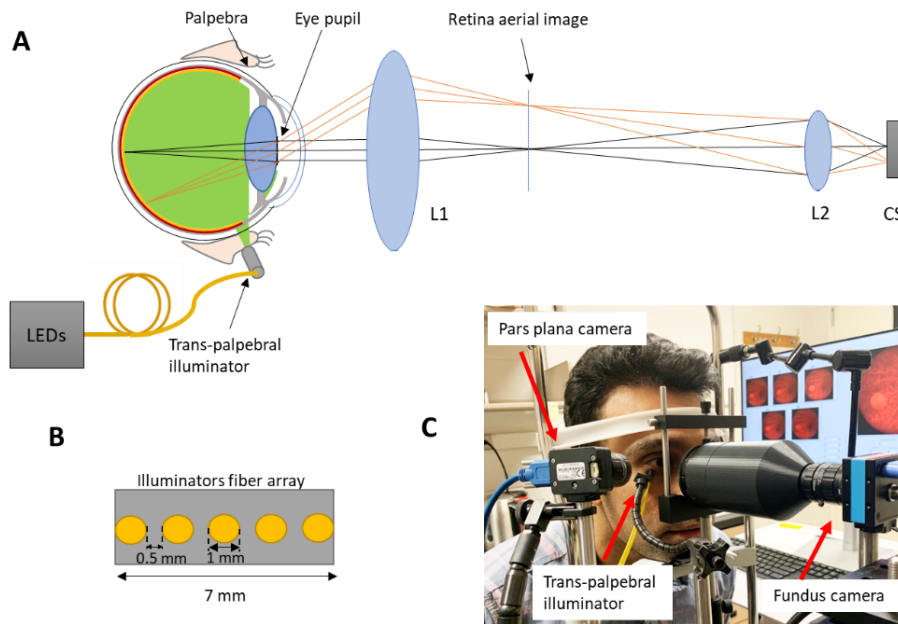 A
Palpebra
Eye pupil
Retina aerial image
L1
L2
CS
LEDs
Trans-palpebral
illuminator
B
Illuminators fiber array
0.5 mm
1 mm
7 mm
C
Pars plana camera
Trans-palpebral
illuminator
Fundus camera